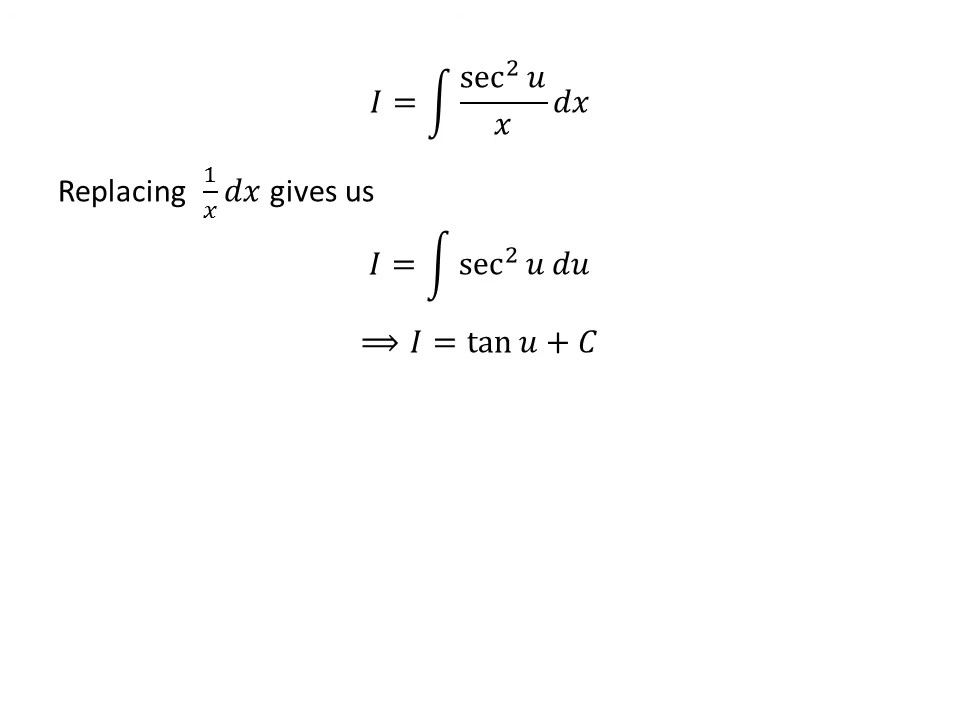 𝐼 = ∫ sec² 𝑢 / 𝑥 𝑑𝑥
Replacing 1/𝑥 𝑑𝑥 gives us
𝐼 = ∫ sec² 𝑢 𝑑𝑢
⟹ 𝐼 = tan 𝑢 + 𝐶